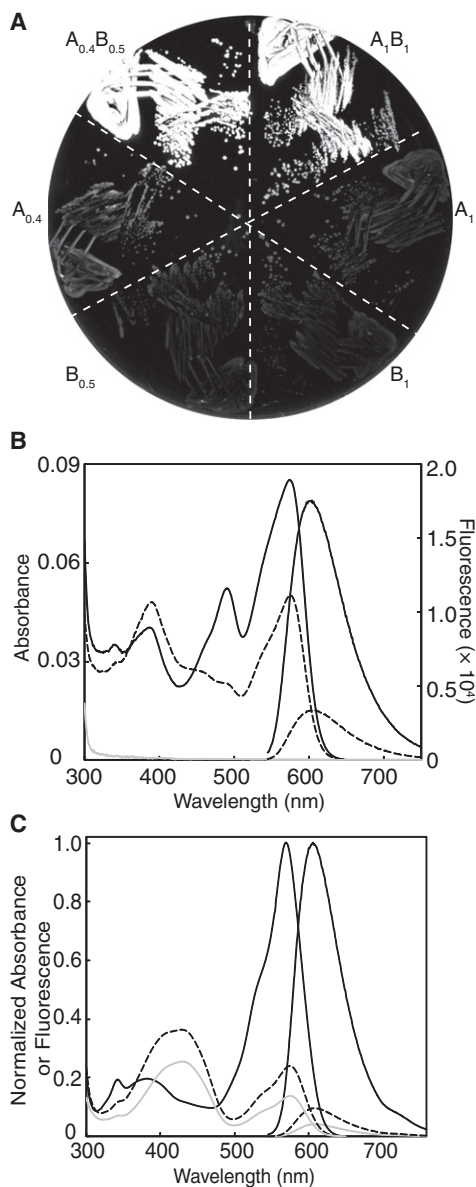 A
A0.4B0.5
A1B1
A0.4
A1
B0.5
B1
B
0.09
0.06
0.03
0
Absorbance
2.0
1.5
1.0
0.5
0
Fluorescence (× 10⁴)
300 400 500 600 700
Wavelength (nm)
C
1.0
0.8
0.6
0.4
0.2
0
Normalized Absorbance
or Fluorescence
300 400 500 600 700
Wavelength (nm)